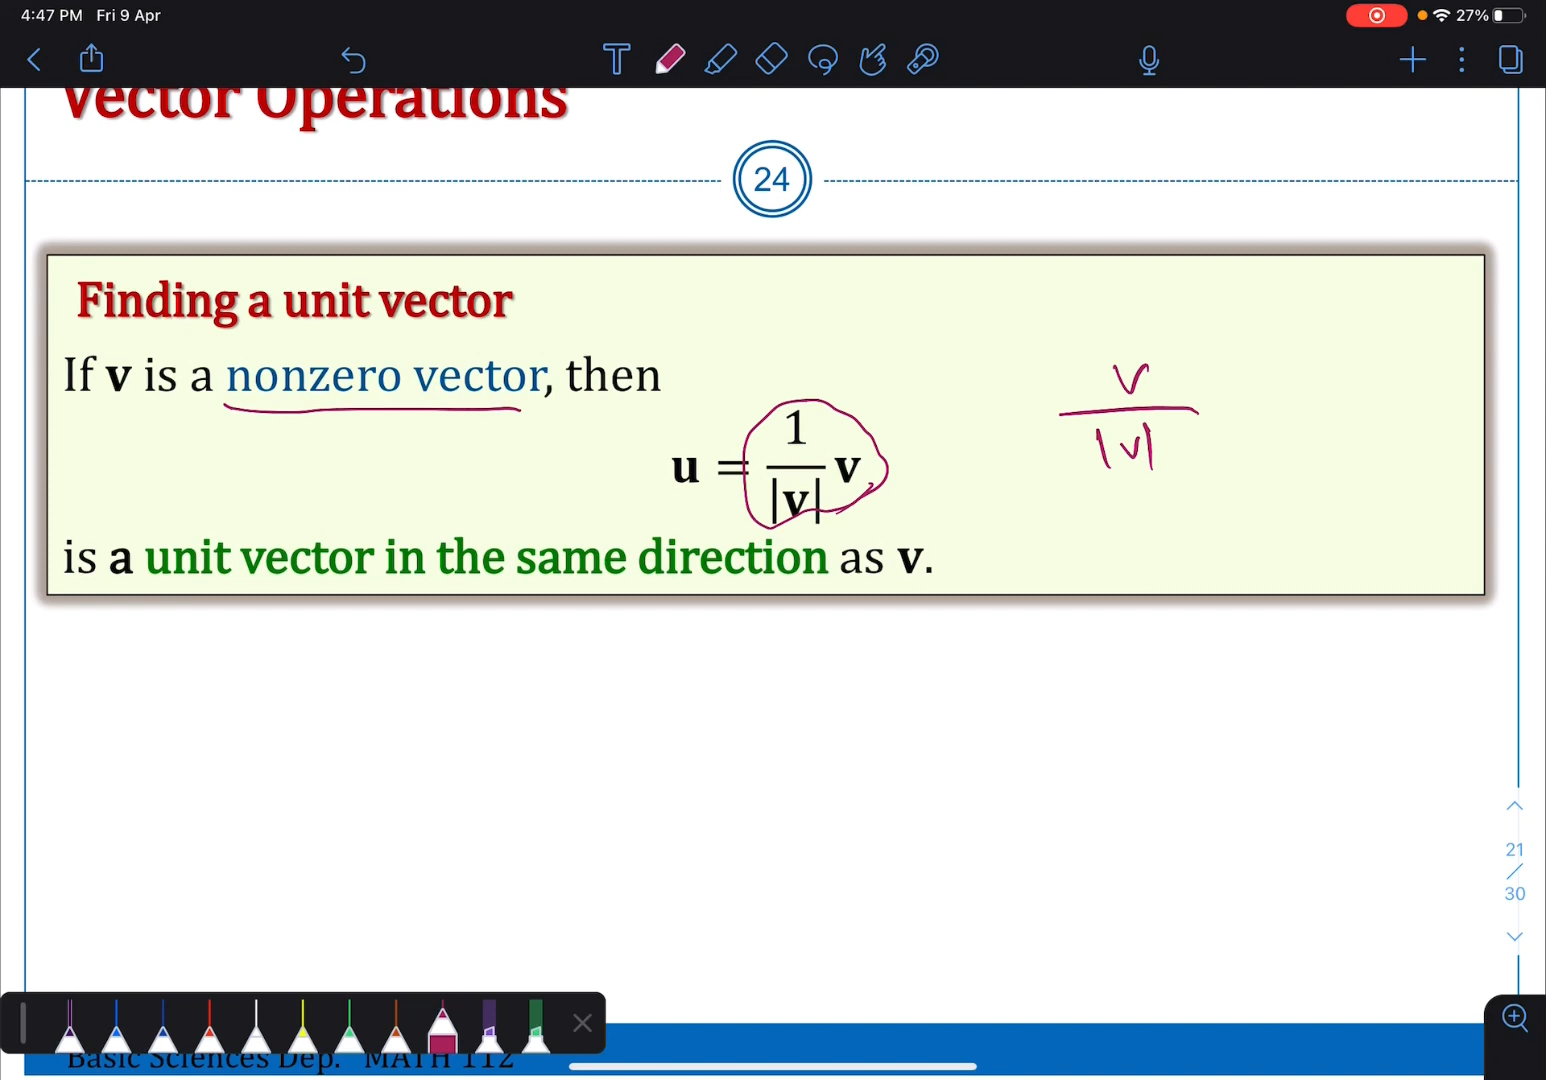 4:47 PM Fri 9 Apr
27%
Vector Operations
24
Finding a unit vector
If v is a nonzero vector, then
u = 1/|v| v
v/|v|
is a unit vector in the same direction as v.
21
/
30
Basic Sciences Dep. MATH 112